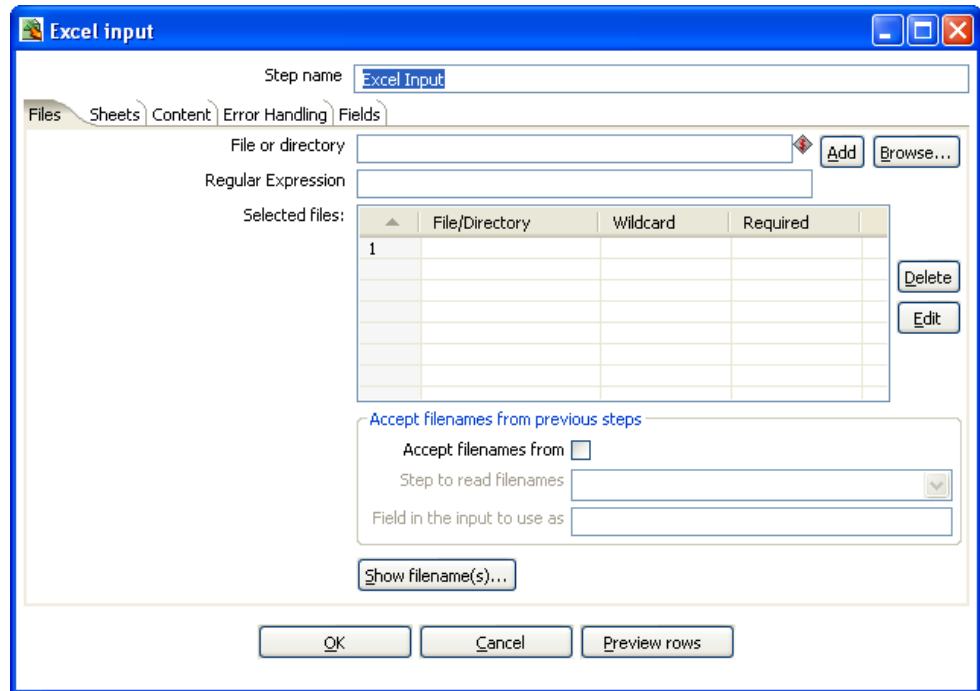 Excel input
Step name Excel Input
Files Sheets Content Error Handling Fields
File or directory $ Add Browse...
Regular Expression
Selected files: File/Directory Wildcard Required
1
Delete
Edit
Accept filenames from previous steps
Accept filenames from
Step to read filenames
Field in the input to use as
Show filename(s)...
OK Cancel Preview rows